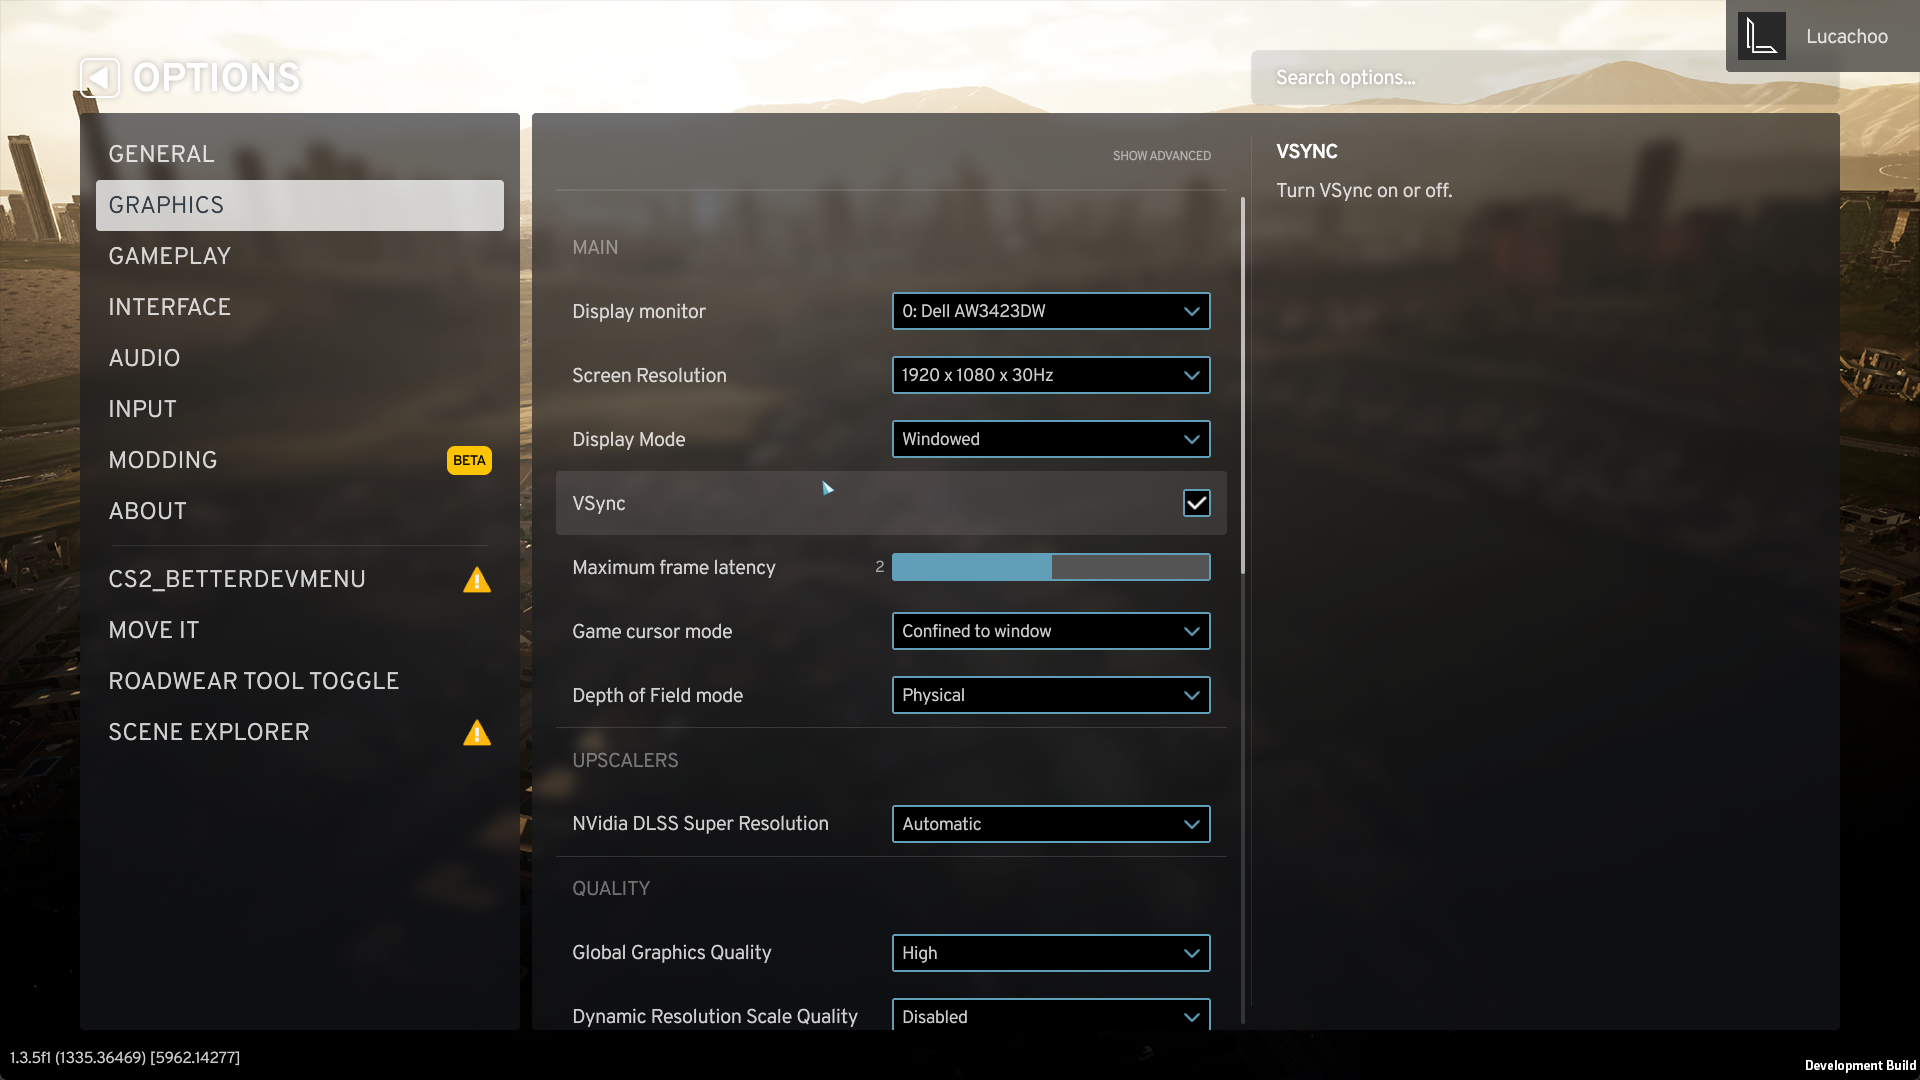 Lucachoo
OPTIONS
Search options...
GENERAL
GRAPHICS
GAMEPLAY
INTERFACE
AUDIO
INPUT
MODDING
BETA
ABOUT
CS2_BETTERDEVMENU
MOVE IT
ROADWEAR TOOL TOGGLE
SCENE EXPLORER
SHOW ADVANCED
MAIN
Display monitor
0: Dell AW3423DW
Screen Resolution
1920 x 1080 x 30Hz
Display Mode
Windowed
VSync
Maximum frame latency
2
Game cursor mode
Confined to window
Depth of Field mode
Physical
UPSCALERS
NVidia DLSS Super Resolution
Automatic
QUALITY
Global Graphics Quality
High
Dynamic Resolution Scale Quality
Disabled
VSYNC
Turn VSync on or off.
1.3.5f1 (1335.36469) [5962.14277]
Development Build